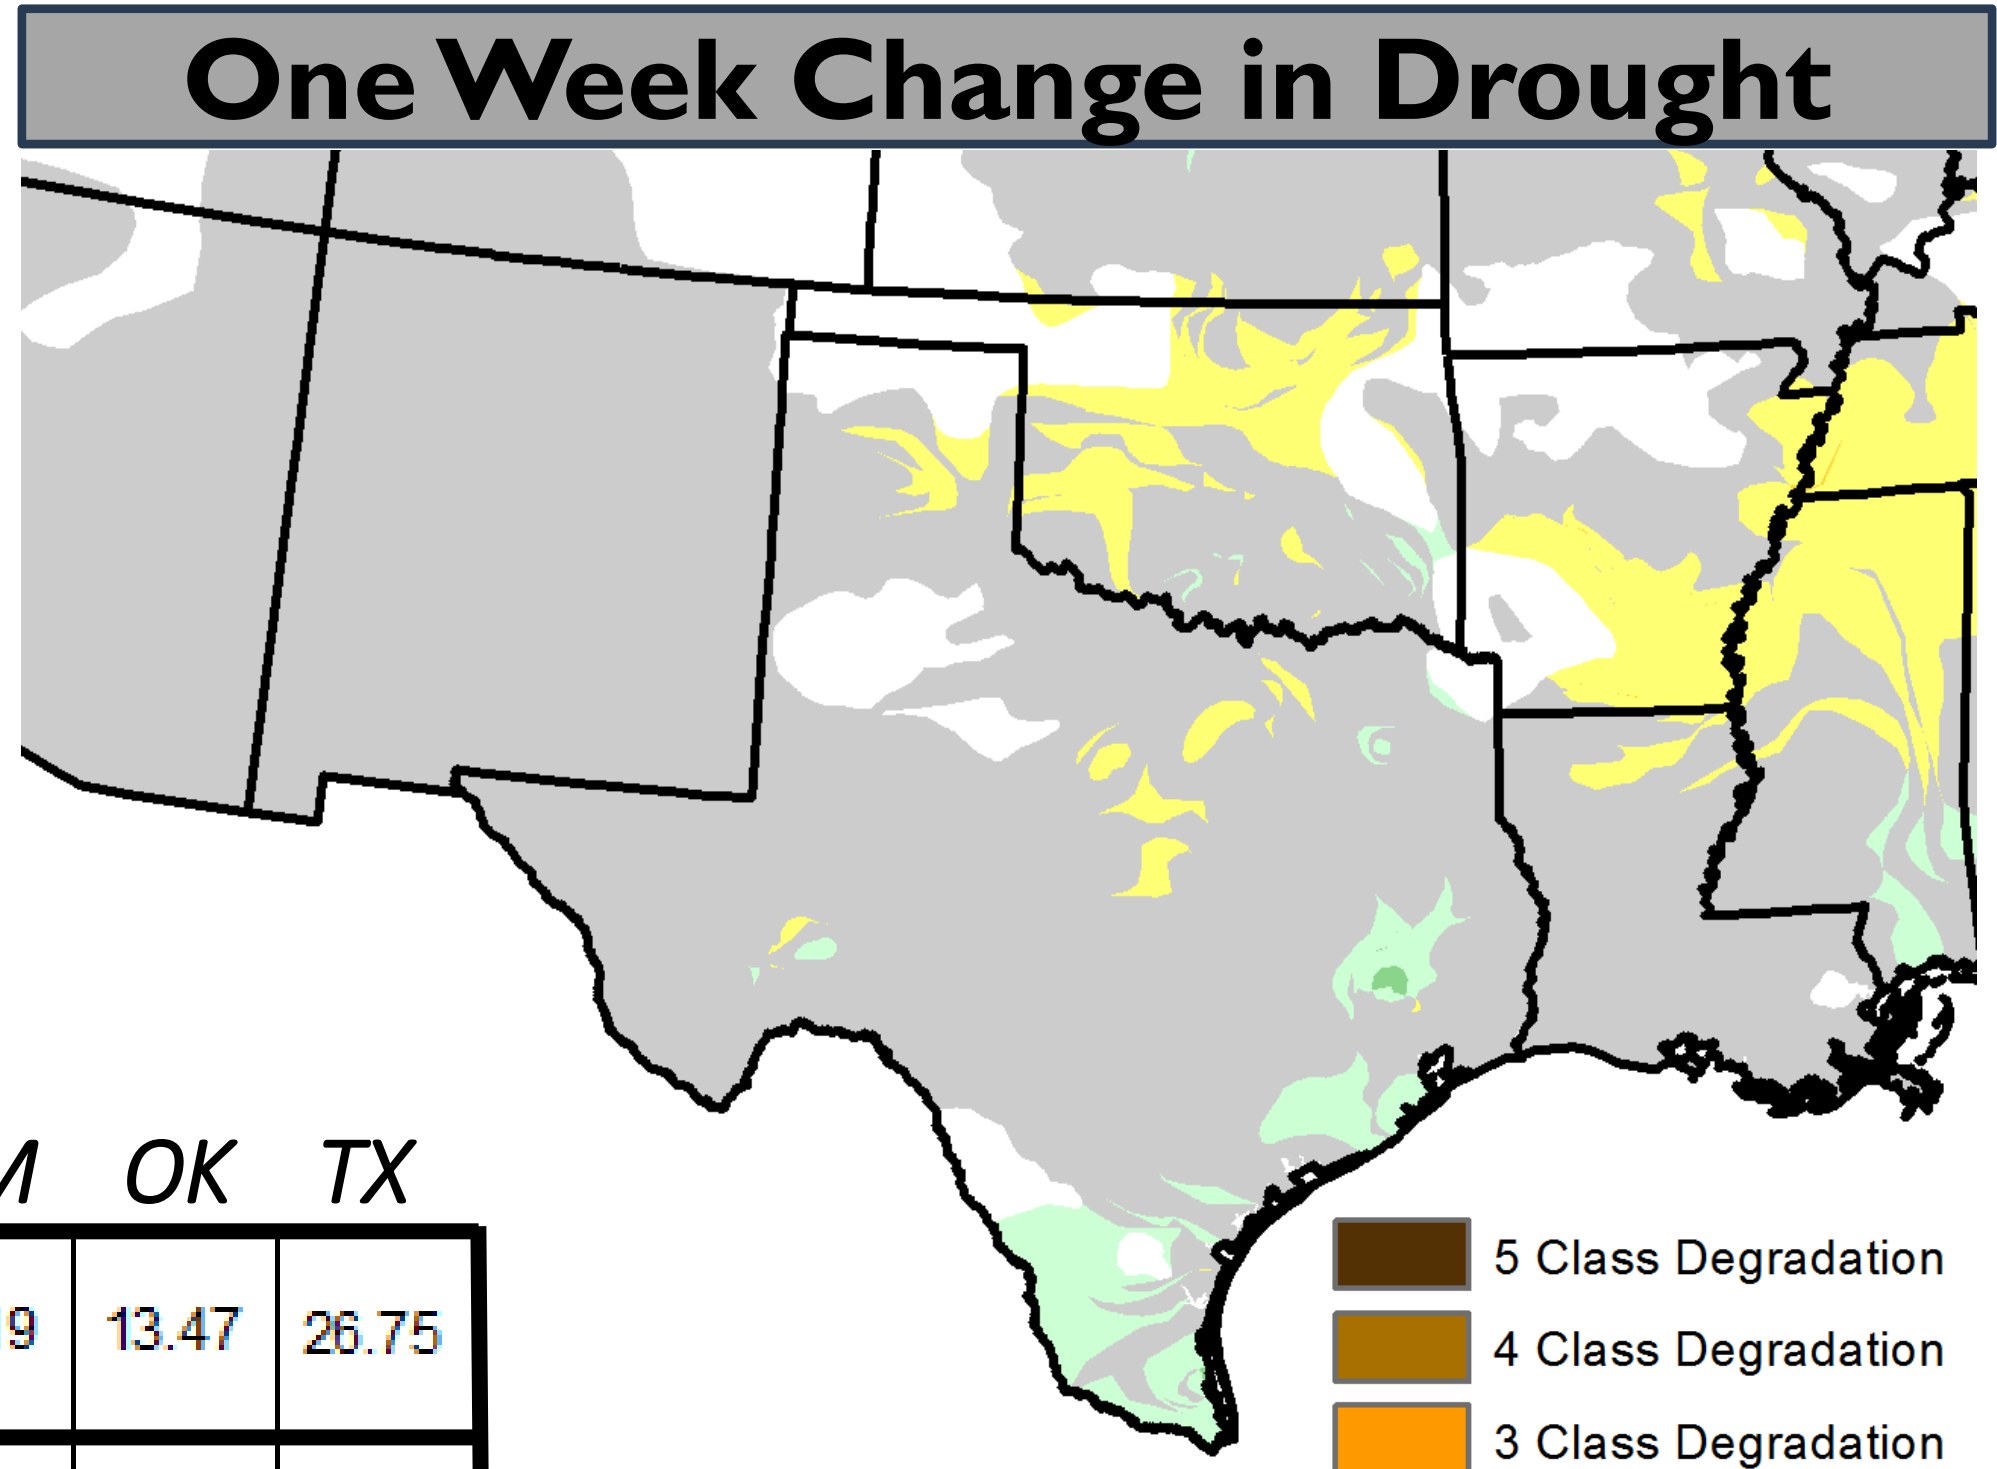 One Week Change in Drought
OK TX
13.47 26.75
5 Class Degradation
4 Class Degradation
3 Class Degradation